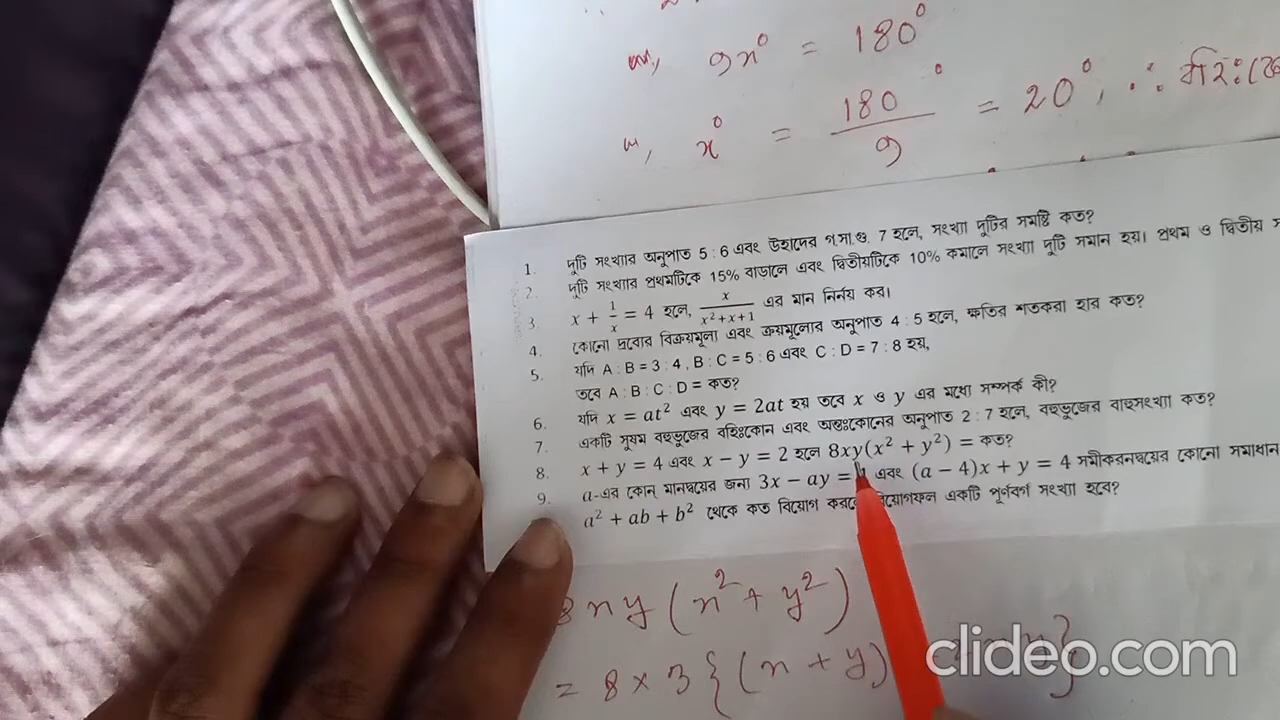 9x° = 180°
x° = 180° / 9 = 20°, ∴
1. দুটি সংখ্যার অনুপাত 5 : 6 এবং উহাদের গ.সা.গু. 7 হলে, সংখ্যা দুটির সমষ্টি কত?
2. দুটি সংখ্যার প্রথমটিকে 15% বাড়ালে এবং দ্বিতীয়টিকে 10% কমালে সংখ্যা দুটি সমান হয়। প্রথম ও দ্বিতীয়
3. x + 1/x = 4 হলে, x/(x² + x + 1) এর মান নির্নয় কর।
4. কোনো দ্রব্যের বিক্রয়মূল্য এবং ক্রয়মূল্যের অনুপাত 4 : 5 হলে, ক্ষতির শতকরা হার কত?
5. যদি A : B = 3 : 4 , B : C = 5 : 6 এবং C : D = 7 : 8 হয়,
তবে A : B : C : D = কত?
6. যদি x = at² এবং y = 2at হয় তবে x ও y এর মধ্যে সম্পর্ক কী?
7. একটি সুষম বহুভুজের বহিঃকোন এবং অন্তঃকোনের অনুপাত 2 : 7 হলে, বহুভুজের বাহুসংখ্যা কত?
8. x + y = 4 এবং x − y = 2 হলে 8xy(x² + y²) = কত?
9. a-এর কোন্ মানদ্বয়ের জন্য 3x − ay = এবং (a − 4)x + y = 4 সমীকরনদ্বয়ের কোনো সমাধান
a² + ab + b² থেকে কত বিয়োগ করলে বিয়োগফল একটি পূর্ণবর্গ সংখ্যা হবে?
8xy(x² + y²)
= 8 × 3{(x + y)
clideo.com